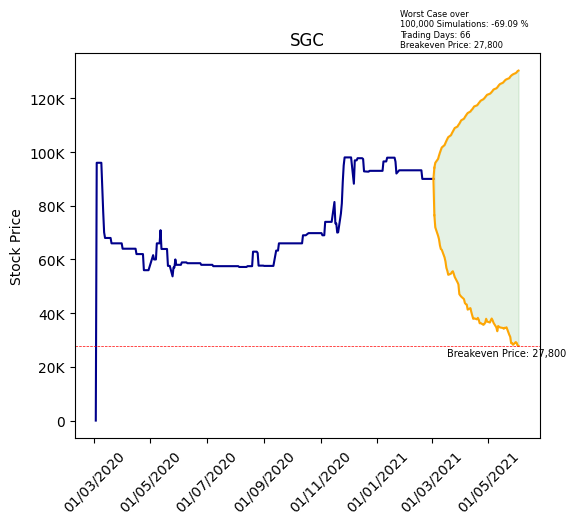 Worst Case over
100,000 Simulations: -69.09 %
Trading Days: 66
Breakeven Price: 27,800
SGC
Stock Price
120K
100K
80K
60K
40K
20K
0
Breakeven Price: 27,800
01/03/2020
01/05/2020
01/07/2020
01/09/2020
01/11/2020
01/01/2021
01/03/2021
01/05/2021